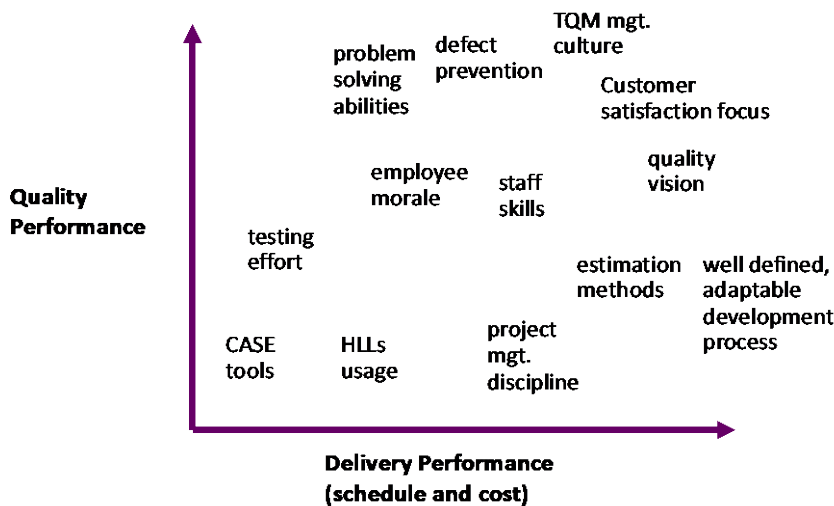 TQM mgt.
culture
problem
solving
abilities
defect
prevention
Customer
satisfaction focus
employee
morale
staff
skills
quality
vision
Quality
Performance
testing
effort
estimation
methods
well defined,
adaptable
development
process
CASE
tools
HLLs
usage
project
mgt.
discipline
Delivery Performance
(schedule and cost)